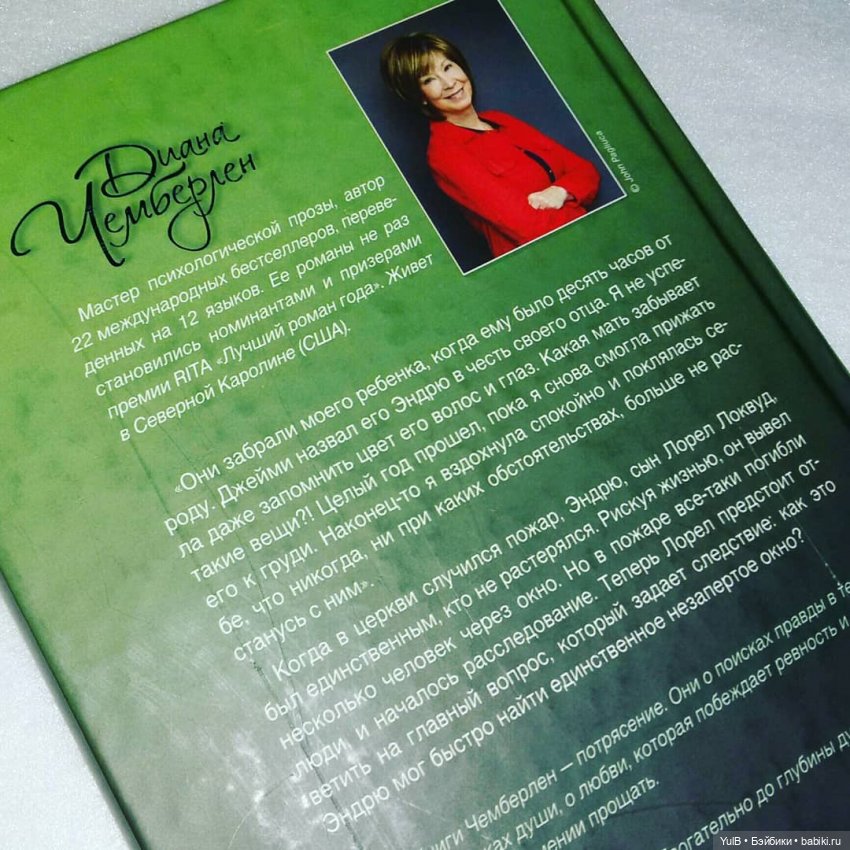 Диана
Чемберлен
© John Pagliuca
Мастер психологической прозы, автор
22 международных бестселлеров, переве-
денных на 12 языков. Ее романы не раз
становились номинантами и призерами
премии RITA «Лучший роман года». Живет
в Северной Каролине (США).
«Они забрали моего ребенка, когда ему было десять часов от
роду. Джейми назвал его Эндрю в честь своего отца. Я не успе-
ла даже запомнить цвет его волос и глаз. Какая мать забывает
такие вещи?! Целый год прошел, пока я снова смогла прижать
его к груди. Наконец-то я вздохнула спокойно и поклялась се-
бе, что никогда, ни при каких обстоятельствах, больше не рас-
станусь с ним».
Когда в церкви случился пожар, Эндрю, сын Лорел Локвуд,
был единственным, кто не растерялся. Рискуя жизнью, он вывел
несколько человек через окно. Но в пожаре все-таки погибли
люди, и началось расследование. Теперь Лорел предстоит от-
ветить на главный вопрос, который задает следствие: как это
Эндрю мог быстро найти единственное незапертое окно?
Чемберлен — потрясение. Они о поисках правды в
души, о любви, которая побеждает ревность и
прощать.
до глубины
YulB • Бэйбики • babiki.ru